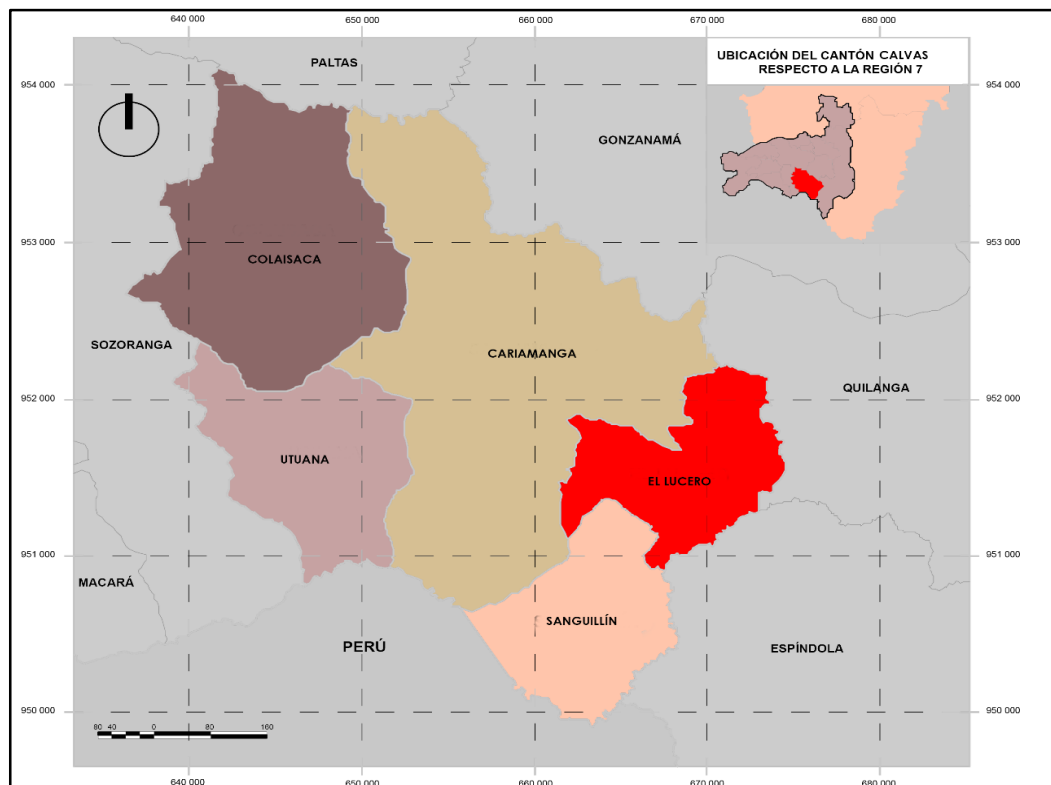 640 000
650 000
660 000
670 000
680 000
UBICACIÓN DEL CANTÓN CALVAS
RESPECTO A LA REGIÓN 7
PALTAS
954 000
954 000
GONZANAMÁ
953 000
953 000
COLAISACA
SOZORANGA
CARIAMANGA
QUILANGA
952 000
952 000
UTUANA
EL LUCERO
951 000
951 000
MACARÁ
SANGUILLÍN
PERÚ
ESPÍNDOLA
950 000
950 000
80 40 0 80 160
640 000
650 000
660 000
670 000
680 000